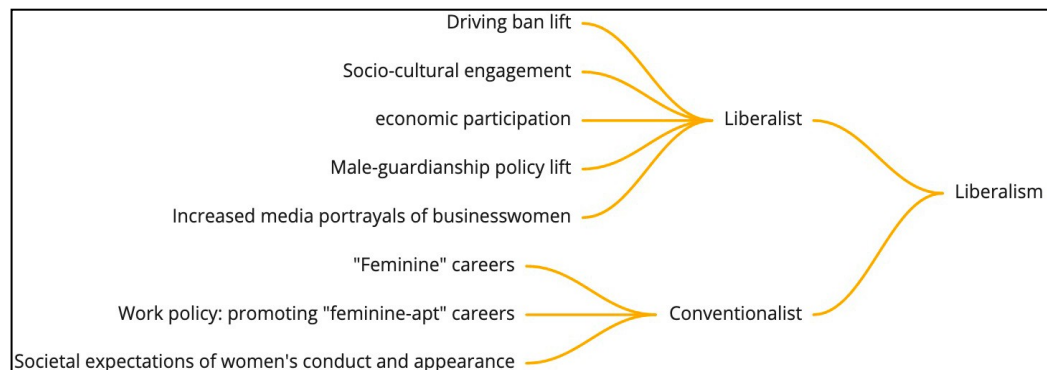 Driving ban lift
Socio-cultural engagement
economic participation
Liberalist
Male-guardianship policy lift
Liberalism
Increased media portrayals of businesswomen
"Feminine" careers
Work policy: promoting "feminine-apt" careers
Conventionalist
Societal expectations of women's conduct and appearance